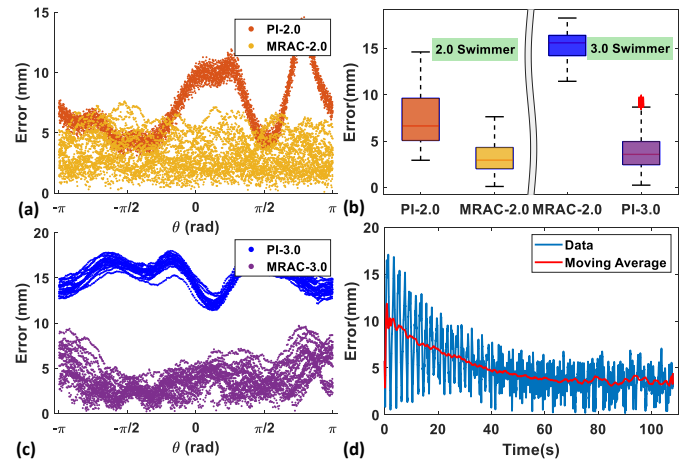 (a)
PI-2.0
MRAC-2.0
Error (mm)
15
10
5
0
-π -π/2 0 π/2 π
θ (rad)
(b)
2.0 Swimmer
3.0 Swimmer
Error(mm)
15
10
5
0
PI-2.0 MRAC-2.0 MRAC-2.0 PI-3.0
(c)
PI-3.0
MRAC-3.0
Error (mm)
20
15
10
5
0
-π -π/2 0 π/2 π
θ (rad)
(d)
Data
Moving Average
Error(mm)
20
15
10
5
0
0 20 40 60 80 100
Time(s)